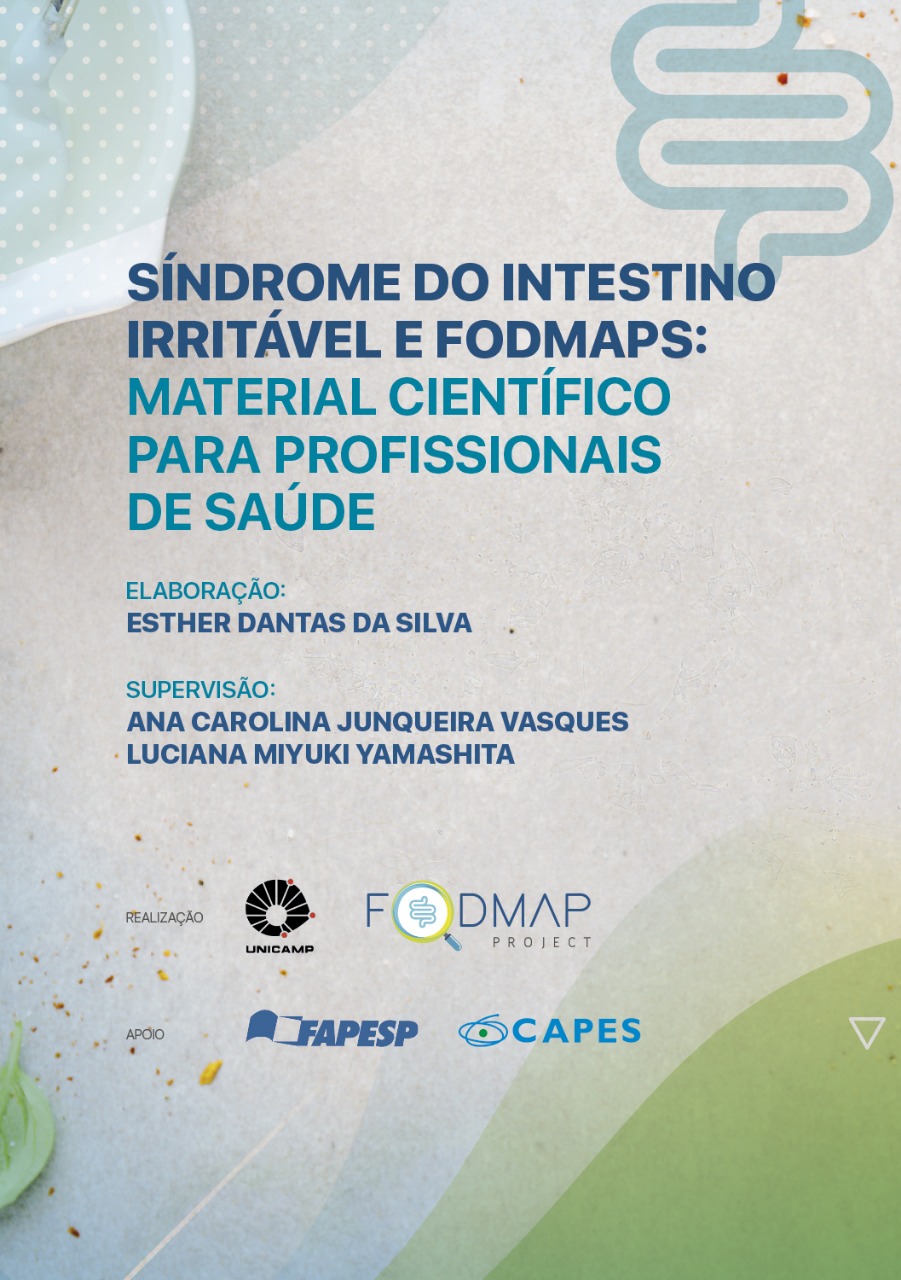 SÍNDROME DO INTESTINO
IRRITÁVEL E FODMAPS:
MATERIAL CIENTÍFICO
PARA PROFISSIONAIS
DE SAÚDE
ELABORAÇÃO:
ESTHER DANTAS DA SILVA
SUPERVISÃO:
ANA CAROLINA JUNQUEIRA VASQUES
LUCIANA MIYUKI YAMASHITA
REALIZAÇÃO
UNICAMP
FODMAP
PROJECT
APOIO
FAPESP
CAPES